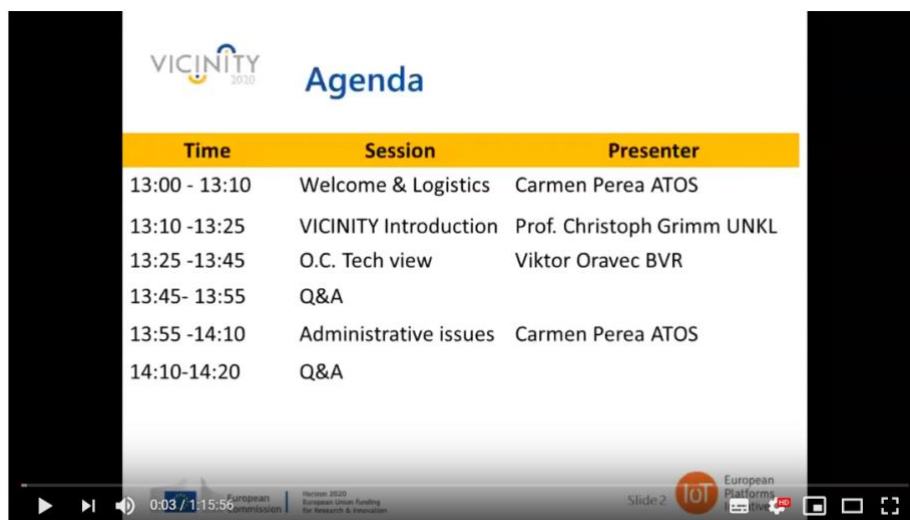 VICINITY
2020
Agenda
Time Session Presenter
13:00 - 13:10 Welcome & Logistics Carmen Perea ATOS
13:10 -13:25 VICINITY Introduction Prof. Christoph Grimm UNKL
13:25 -13:45 O.C. Tech view Viktor Oravec BVR
13:45- 13:55 Q&A
13:55 -14:10 Administrative issues Carmen Perea ATOS
14:10-14:20 Q&A
European
Commission
Horizon 2020
European Union funding
for Research & Innovation
Slide 2
IoT
European
Platforms
0:03 / 1:15:56
HD